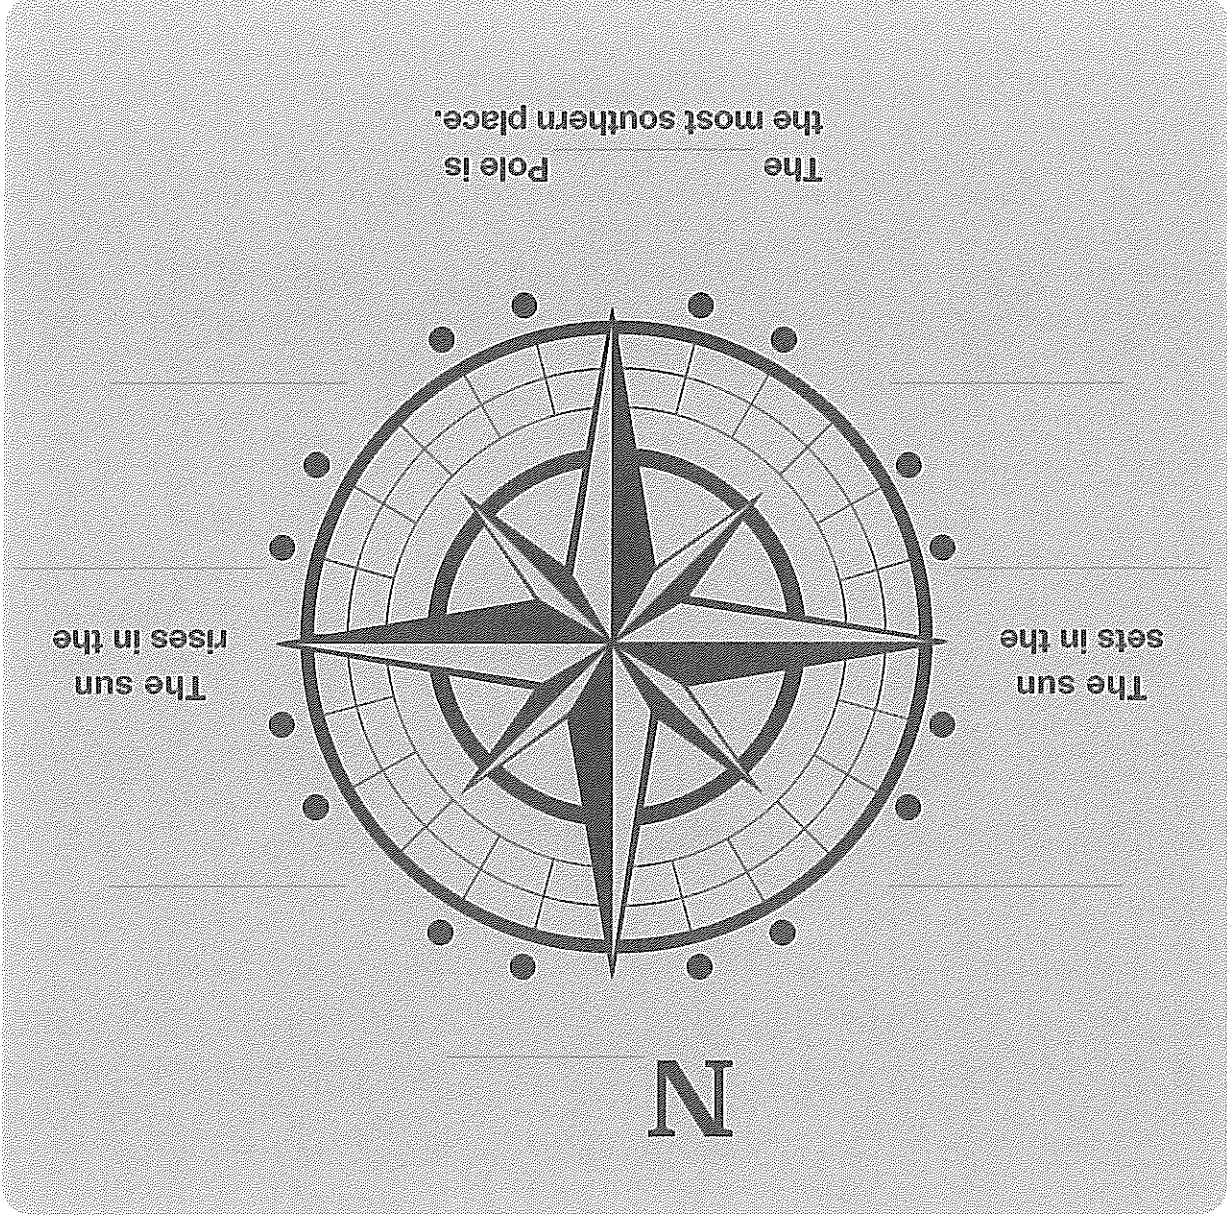 N
The sun
sets in the
The sun
rises in the
The Pole is
the most southern place.